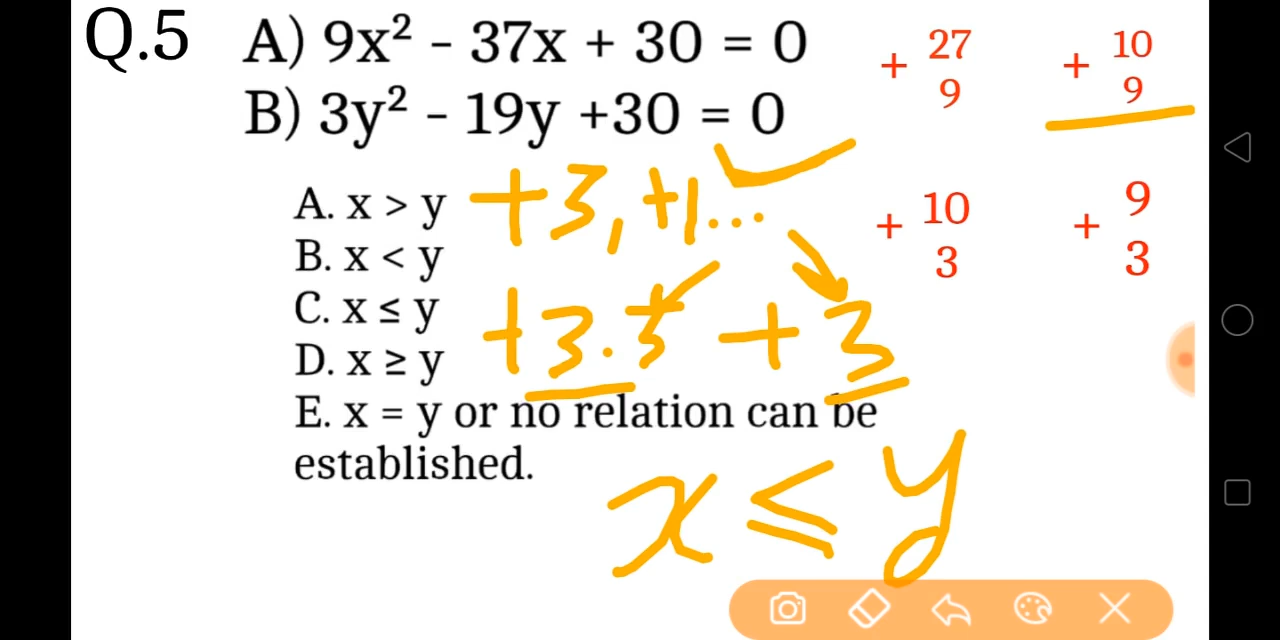 Q.5 A) 9x² - 37x + 30 = 0
B) 3y² - 19y +30 = 0
+ 27/9 + 10/9
+ 10/3 + 9/3
A. x > y
B. x < y
C. x ≤ y
D. x ≥ y
E. x = y or no relation can be
established.
+3, +1...
+3.3 +3
x ≤ y